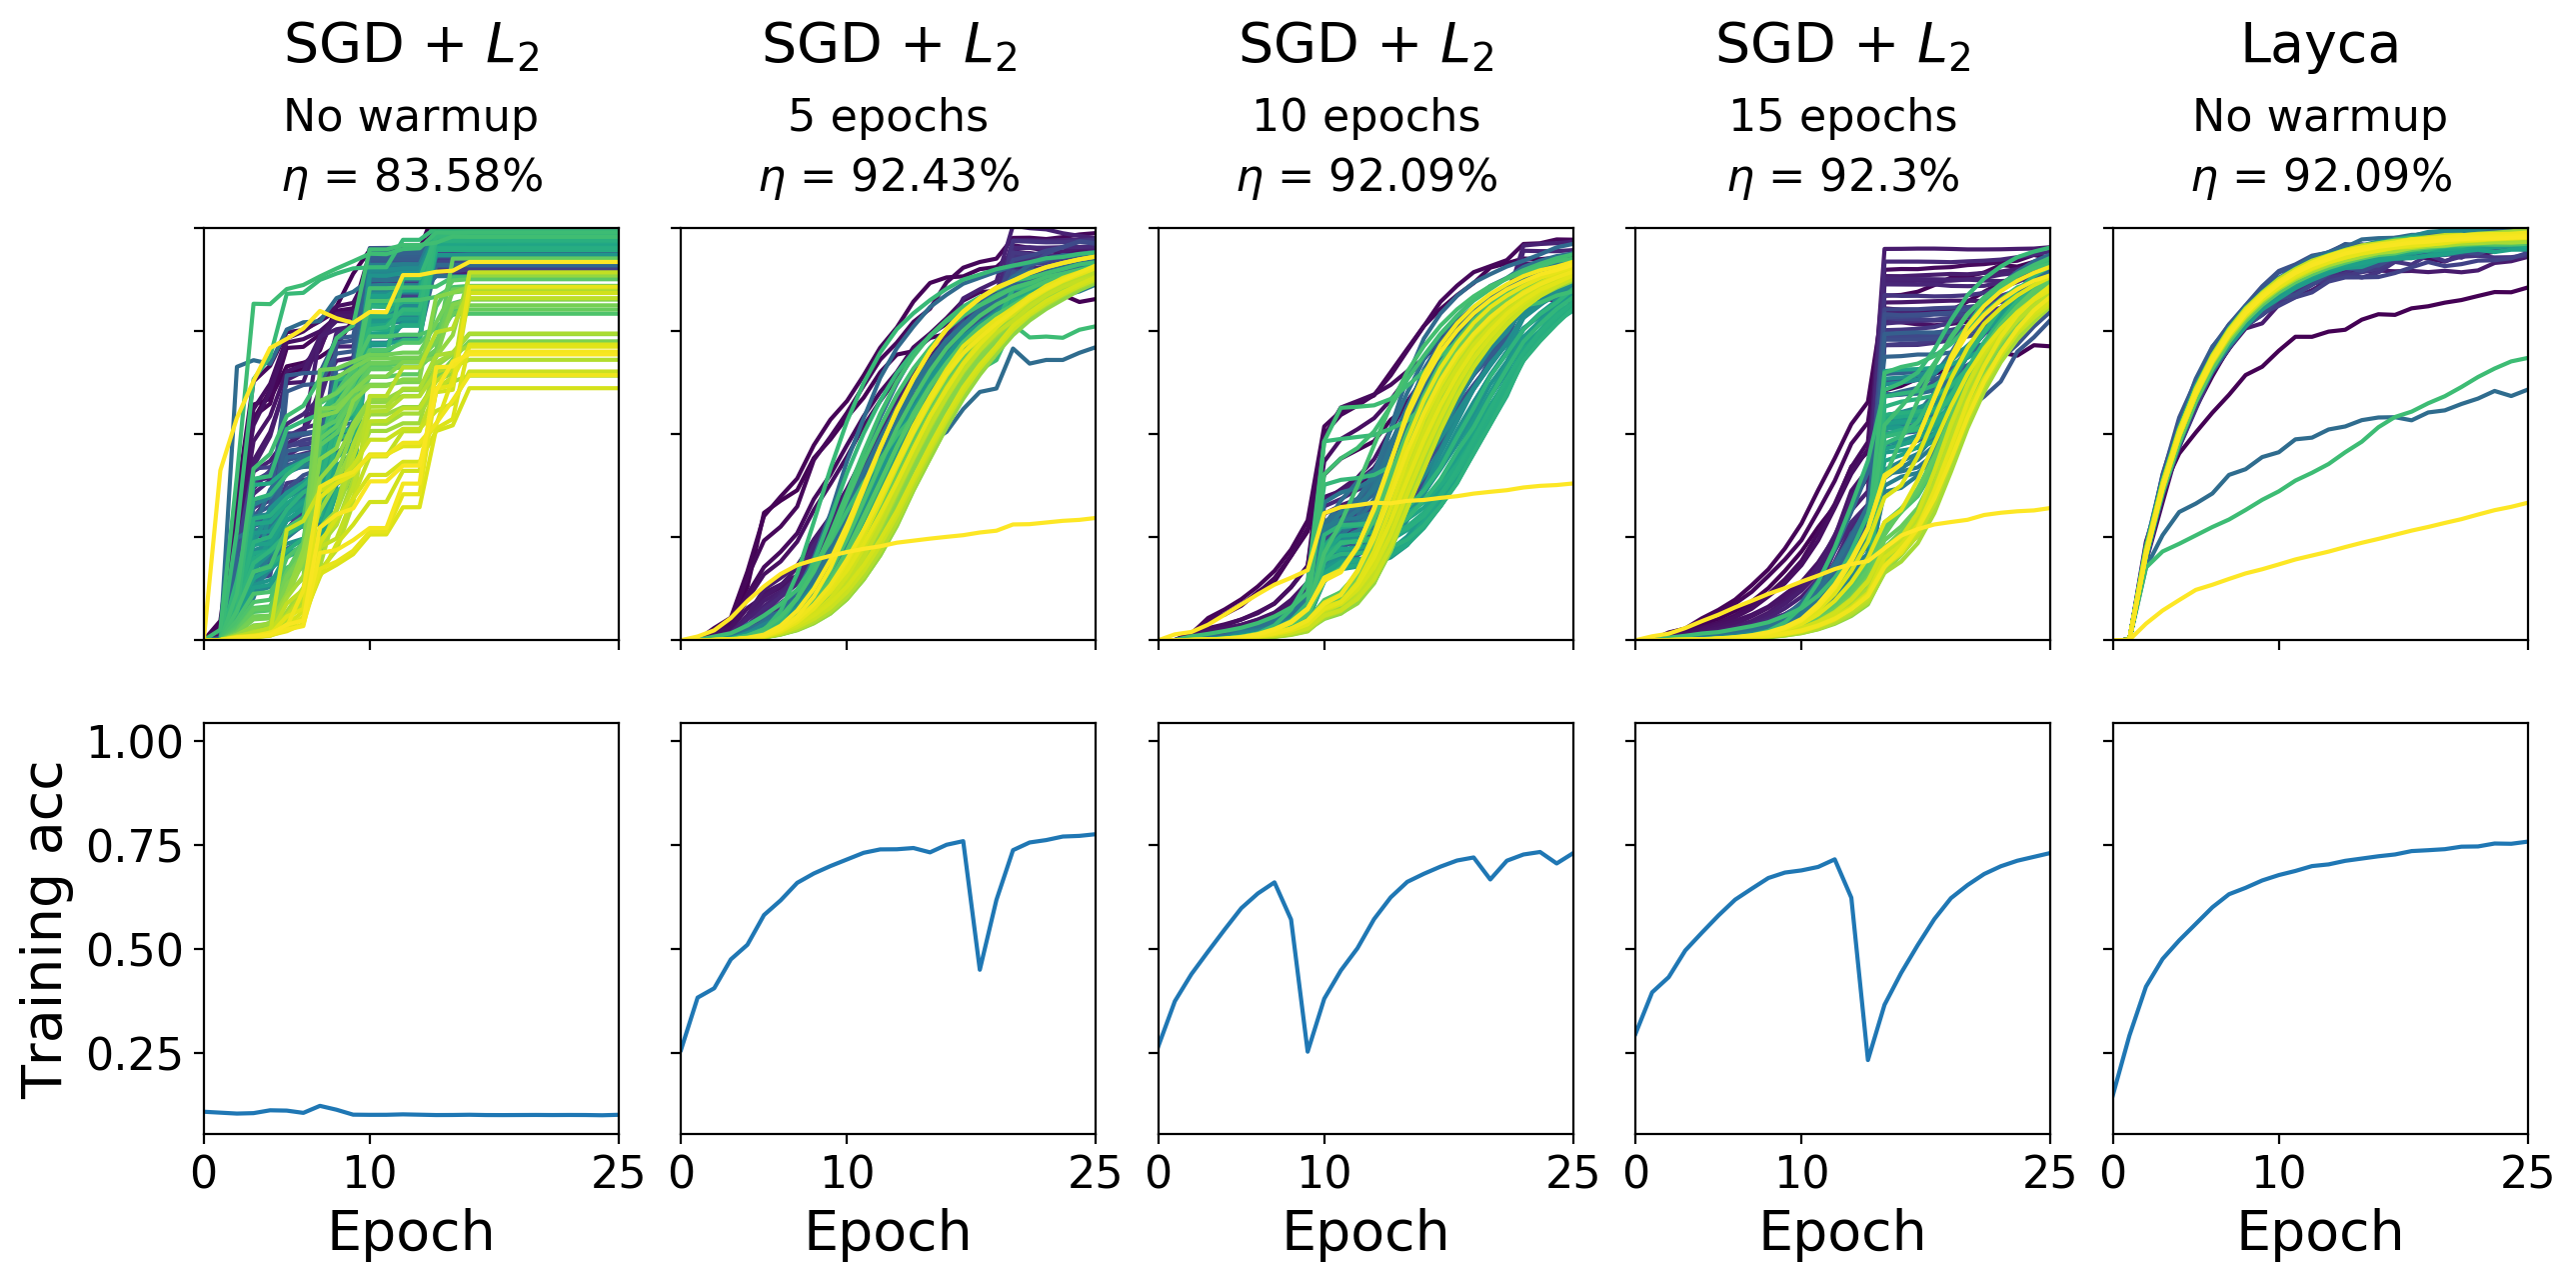 SGD + L₂ SGD + L₂ SGD + L₂ SGD + L₂ Layca
No warmup 5 epochs 10 epochs 15 epochs No warmup
η = 83.58% η = 92.43% η = 92.09% η = 92.3% η = 92.09%
Training acc
1.00
0.75
0.50
0.25
0 10 25 0 10 25 0 10 25 0 10 25 0 10 25
Epoch Epoch Epoch Epoch Epoch